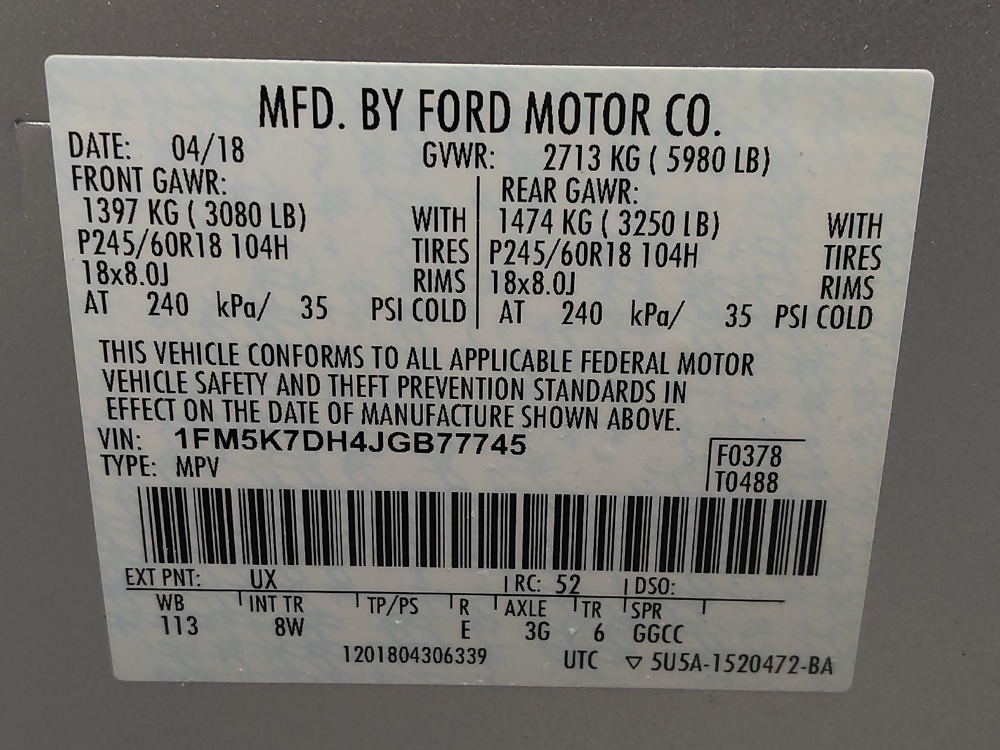 MFD. BY FORD MOTOR CO.
DATE: 04/18 GVWR: 2713 KG ( 5980 LB)
FRONT GAWR: REAR GAWR:
1397 KG ( 3080 LB) WITH 1474 KG ( 3250 LB) WITH
P245/60R18 104H TIRES P245/60R18 104H TIRES
18x8.0J RIMS 18x8.0J RIMS
AT 240 kPa/ 35 PSI COLD AT 240 kPa/ 35 PSI COLD
THIS VEHICLE CONFORMS TO ALL APPLICABLE FEDERAL MOTOR
VEHICLE SAFETY AND THEFT PREVENTION STANDARDS IN
EFFECT ON THE DATE OF MANUFACTURE SHOWN ABOVE.
VIN: 1FM5K7DH4JGB77745
F0378
TYPE: MPV
T0488
EXT PNT: UX RC: 52 DSO:
WB INT TR TP/PS R AXLE TR SPR
113 8W E 3G 6 GGCC
1201804306339 UTC ▽ 5U5A-1520472-BA